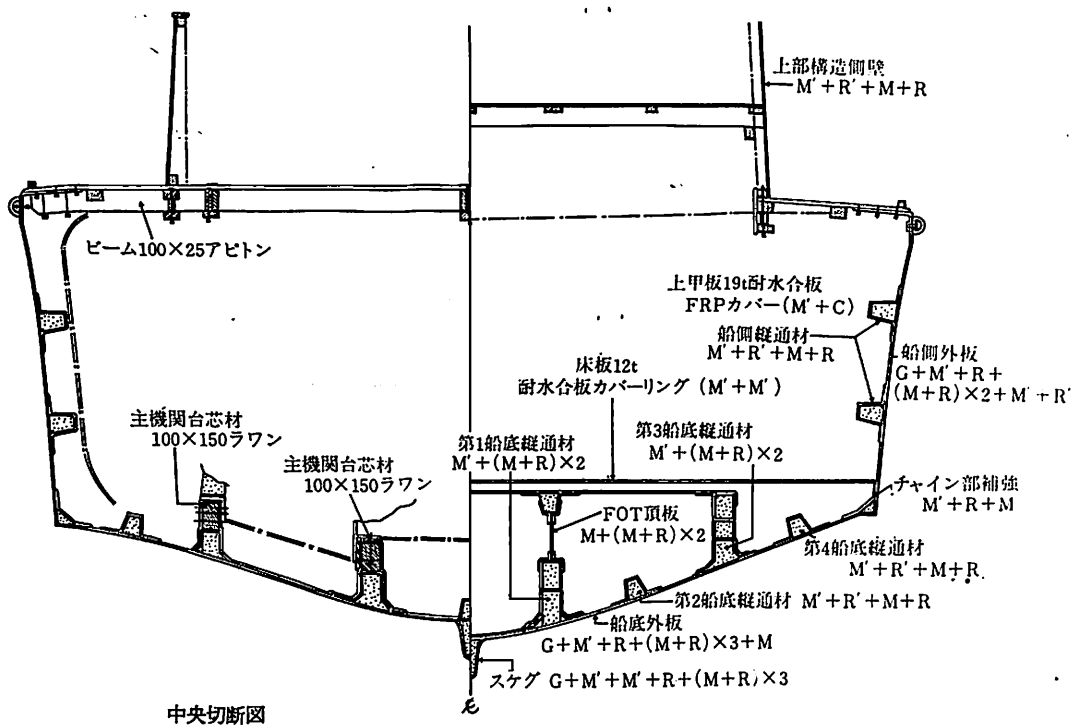 上部構造側壁
M′+R′+M+R
ビーム100×25アピトン
上甲板19t耐水合板
FRPカバー(M′+C)
船側縦通材
M′+R′+M+R
船側外板
G+M′+R+
(M+R)×2+M′+R′
床板12t
耐水合板カバーリング (M′+M′)
主機関台芯材
100×150ラワン
主機関台芯材
100×150ラワン
第1船底縦通材
M′+(M+R)×2
第3船底縦通材
M′+(M+R)×2
チャイン部補強
M′+R+M
FOT頂板
M+(M+R)×2
第4船底縦通材
M′+R′+M+R
第2船底縦通材 M′+R′+M+R
船底外板
G+M′+R+(M+R)×3+M
スケグ G+M′+M′+R+(M+R)×3
中央切断図